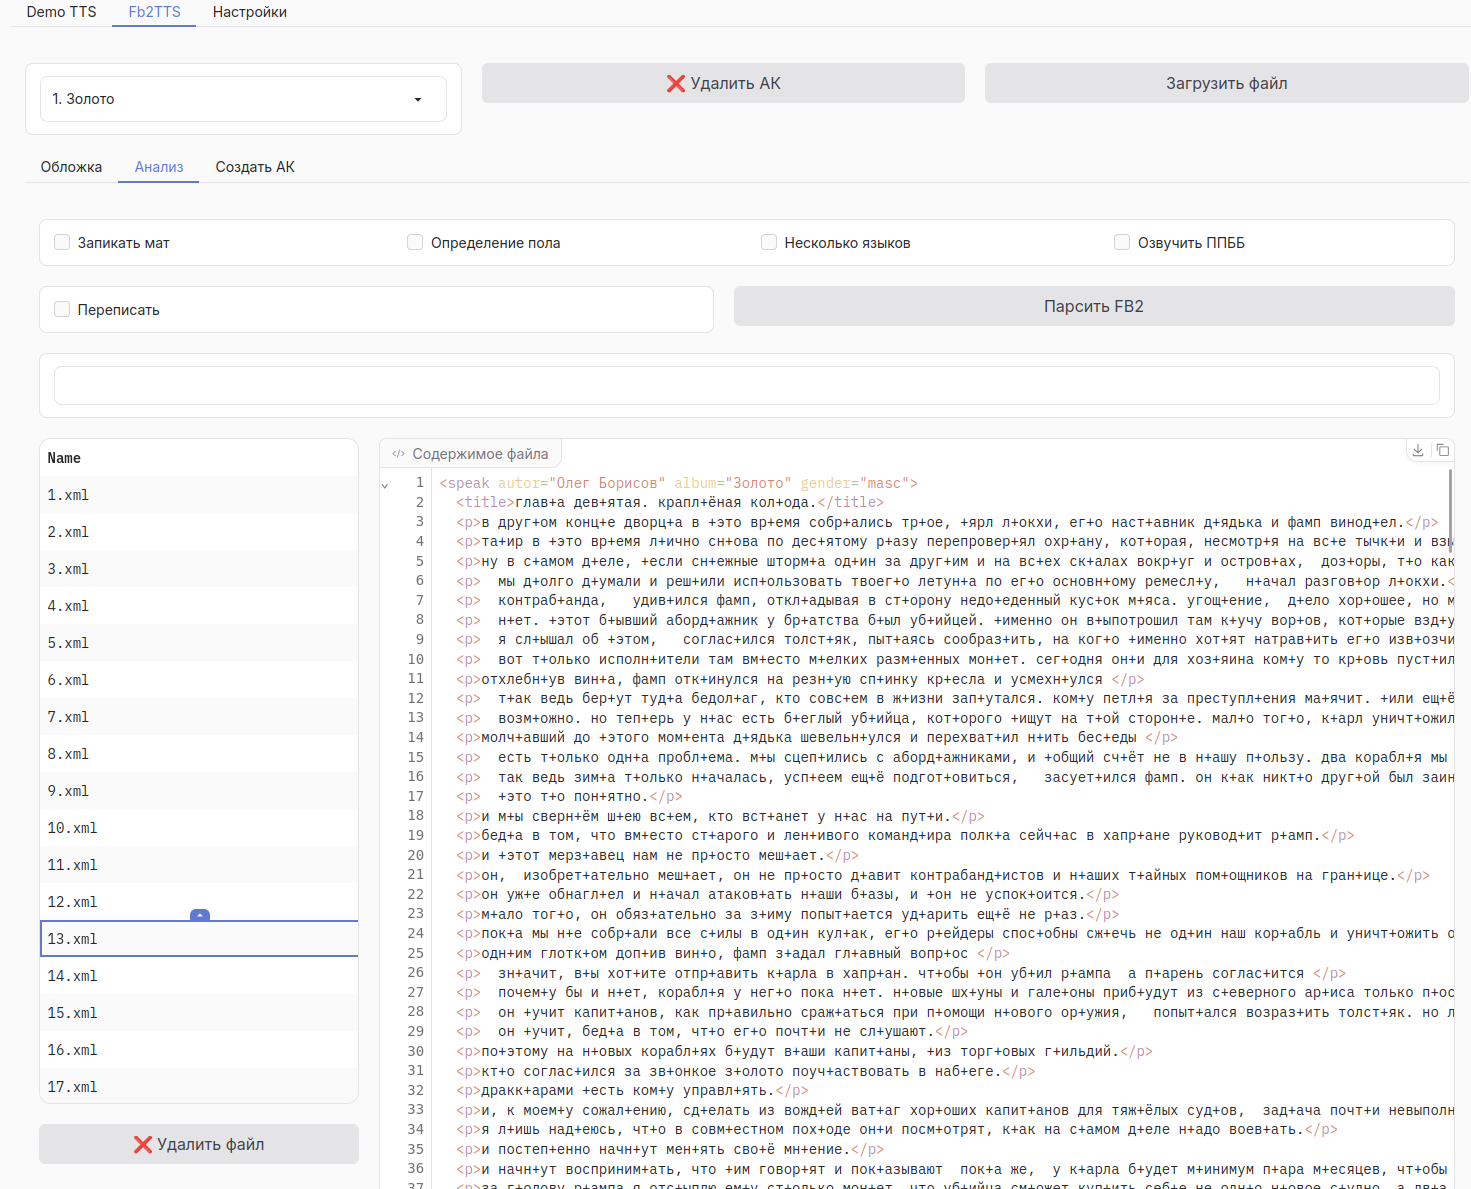 Demo TTS Fb2TTS Настройки
1. Золото
❌ Удалить АК
Загрузить файл
Обложка Анализ Создать АК
Запикать мат Определение пола Несколько языков Озвучить ППББ
Переписать
Парсить FB2
Name
1.xml
2.xml
3.xml
4.xml
5.xml
6.xml
7.xml
8.xml
9.xml
10.xml
11.xml
12.xml
13.xml
14.xml
15.xml
16.xml
17.xml
❌ Удалить файл
Содержимое файла
1 <speak autor="Олег Борисов" album="Золото" gender="masc">
2 <title>глав+а дев+ятая. крапл+ёная кол+ода.</title>
3 <p>в друг+ом конц+е дворц+а в +это вр+емя собр+ались тр+ое, +ярл л+окхи, ег+о наст+авник д+ядька и фамп винод+ел.</p>
4 <p>та+ир в +это вр+емя л+ично сн+ова по дес+ятому р+азу перепровер+ял охр+ану, кот+орая, несмотр+я на вс+е тычк+и и взы
5 <p>ну в с+амом д+еле, +если сн+ежные шторм+а од+ин за друг+им и на вс+ех ск+алах вокр+уг и остров+ах,  доз+оры, т+о как
6 <p>  мы д+олго д+умали и реш+или исп+ользовать твоег+о летун+а по ег+о основн+ому ремесл+у,   н+ачал разгов+ор л+окхи.<
7 <p>  контраб+анда,   удив+ился фамп, откл+адывая в ст+орону недо+еденный кус+ок м+яса. угощ+ение,  д+ело хор+ошее, но м
8 <p>  н+ет. +этот б+ывший аборд+ажник у бр+атства б+ыл уб+ийцей. +именно он в+ыпотрошил там к+учу вор+ов, кот+орые взд+у
9 <p>  я сл+ышал об +этом,   соглас+ился толст+як, пыт+аясь сообраз+ить, на ког+о +именно хот+ят натрав+ить ег+о изв+озчи
10 <p>  вот т+олько исполн+ители там вм+есто м+елких разм+енных мон+ет. сег+одня он+и для хоз+яина ком+у то кр+овь пуст+ил
11 <p>отхлебн+ув вин+а, фамп отк+инулся на резн+ую сп+инку кр+есла и усмехн+улся </p>
12 <p>  т+ак ведь бер+ут туд+а бедол+аг, кто совс+ем в ж+изни зап+утался. ком+у петл+я за преступл+ения ма+ячит. +или ещ+ё
13 <p>  возм+ожно. но теп+ерь у н+ас есть б+еглый уб+ийца, кот+орого +ищут на т+ой сторон+е. мал+о тог+о, к+арл уничт+ожил
14 <p>молч+авший до +этого мом+ента д+ядька шевельн+улся и перехват+ил н+ить бес+еды </p>
15 <p>  есть т+олько одн+а пробл+ема. м+ы сцеп+ились с аборд+ажниками, и +общий сч+ёт не в н+ашу п+ользу. два корабл+я мы
16 <p>  так ведь зим+а т+олько н+ачалась, усп+еем ещ+ё подгот+овиться,   засует+ился фамп. он к+ак никт+о друг+ой был заин
17 <p>  +это т+о пон+ятно.</p>
18 <p>и м+ы сверн+ём ш+ею вс+ем, кто вст+анет у н+ас на пут+и.</p>
19 <p>бед+а в том, что вм+есто ст+арого и лен+ивого команд+ира полк+а сейч+ас в хапр+ане руковод+ит р+амп.</p>
20 <p>и +этот мерз+авец нам не пр+осто меш+ает.</p>
21 <p>он,  изобрет+ательно меш+ает, он не пр+осто д+авит контрабанд+истов и н+аших т+айных пом+ощников на гран+ице.</p>
22 <p>он уж+е обнагл+ел и н+ачал атаков+ать н+аши б+азы, и +он не успок+оится.</p>
23 <p>м+ало тог+о, он обяз+ательно за з+иму попыт+ается уд+арить ещ+ё не р+аз.</p>
24 <p>пок+а мы н+е собр+али все с+илы в од+ин кул+ак, ег+о р+ейдеры спос+обны сж+ечь не од+ин наш кор+абль и уничт+ожить о
25 <p>одн+им глотк+ом доп+ив вин+о, фамп з+адал гл+авный вопр+ос </p>
26 <p>  зн+ачит, в+ы хот+ите отпр+авить к+арла в хапр+ан. чт+обы +он уб+ил р+ампа  а п+арень соглас+ится </p>
27 <p>  почем+у бы и н+ет, корабл+я у нег+о пока н+ет. н+овые шх+уны и гале+оны приб+удут из с+еверного ар+иса только п+ос
28 <p>  он +учит капит+анов, как пр+авильно сраж+аться при п+омощи н+ового ор+ужия,   попыт+ался возраз+ить толст+як. но л
29 <p>  он +учит, бед+а в том, чт+о ег+о почт+и не сл+ушают.</p>
30 <p>по+этому на н+овых корабл+ях б+удут в+аши капит+аны, +из торг+овых г+ильдий.</p>
31 <p>кт+о соглас+ился за зв+онкое з+олото поуч+аствовать в наб+еге.</p>
32 <p>дракк+арами +есть ком+у управл+ять.</p>
33 <p>и, к моем+у сожал+ению, сд+елать из вожд+ей ват+аг хор+оших капит+анов для тяж+ёлых суд+ов,  зад+ача почт+и невыполн
34 <p>я л+ишь над+еюсь, чт+о в совм+естном пох+оде он+и посм+отрят, к+ак на с+амом д+еле н+адо воев+ать.</p>
35 <p>и постеп+енно начн+ут мен+ять сво+ё мн+ение.</p>
36 <p>и начн+ут восприним+ать, что +им говор+ят и пок+азывают  пок+а же,  у к+арла б+удет м+инимум п+ара м+есяцев, чт+обы
37 <p>за г+олову р+ампа я отс+ыплю ем+у ст+олько мон+ет, что уб+ийца см+ожет куп+ить себ+е не одн+о н+овое с+удно, а дв+а